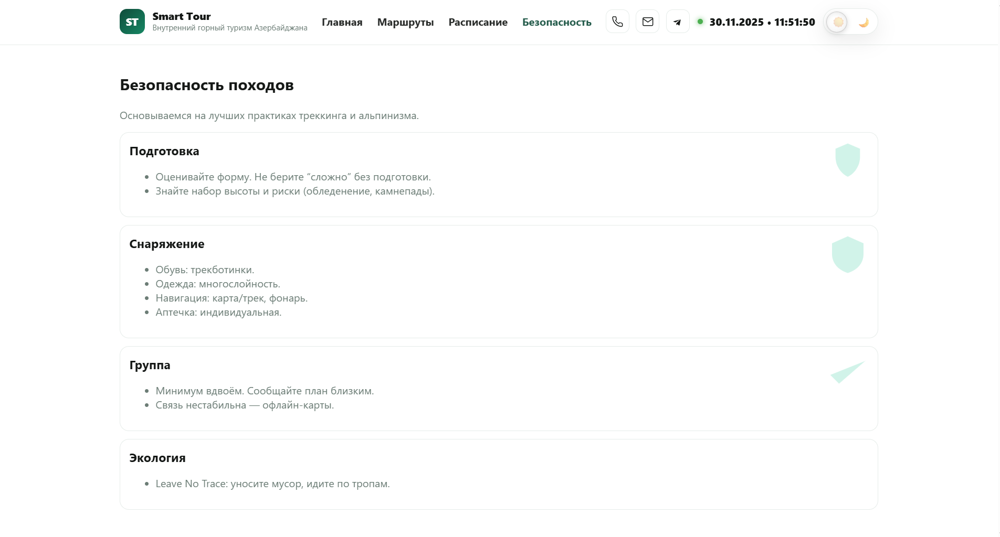 ST
Smart Tour
Внутренний горный туризм Азербайджана
Главная
Маршруты
Расписание
Безопасность
30.11.2025 • 11:51:50
Безопасность походов
Основываемся на лучших практиках треккинга и альпинизма.
Подготовка
• Оценивайте форму. Не берите “сложно” без подготовки.
• Знайте набор высоты и риски (обледенение, камнепады).
Снаряжение
• Обувь: трекботинки.
• Одежда: многослойность.
• Навигация: карта/трек, фонарь.
• Аптечка: индивидуальная.
Группа
• Минимум вдвоём. Сообщайте план близким.
• Связь нестабильна — офлайн-карты.
Экология
• Leave No Trace: уносите мусор, идите по тропам.